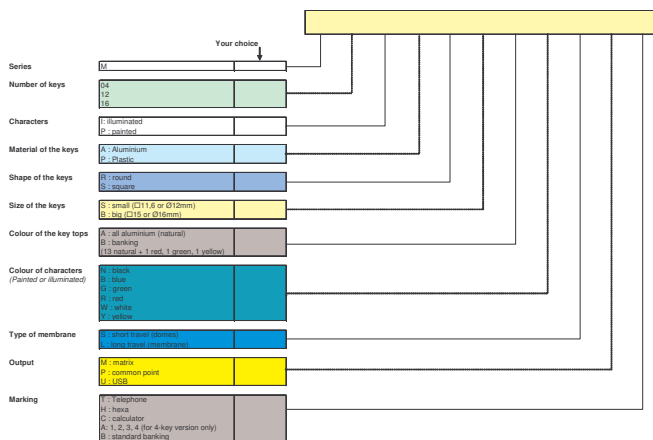 Your choice
Series
M
Number of keys
04
12
16
Characters
I: illuminated
P : painted
Material of the keys
A : Aluminium
P : Plastic
Shape of the keys
R : round
S : square
Size of the keys
S : small (□11,6 or Ø12mm)
B : big (□15 or Ø16mm)
Colour of the key tops
A : all aluminium (natural)
B : banking
(13 natural + 1 red, 1 green, 1 yellow)
Colour of characters
(Painted or illuminated)
N : black
B : blue
G : green
R : red
W : white
Y : yellow
Type of membrane
S : short travel (domes)
L : long travel (membrane)
Output
M : matrix
P : common point
U : USB
Marking
T : Telephone
H : hexa
C : calculator
A: 1, 2, 3, 4 (for 4-key version only)
B : standard banking